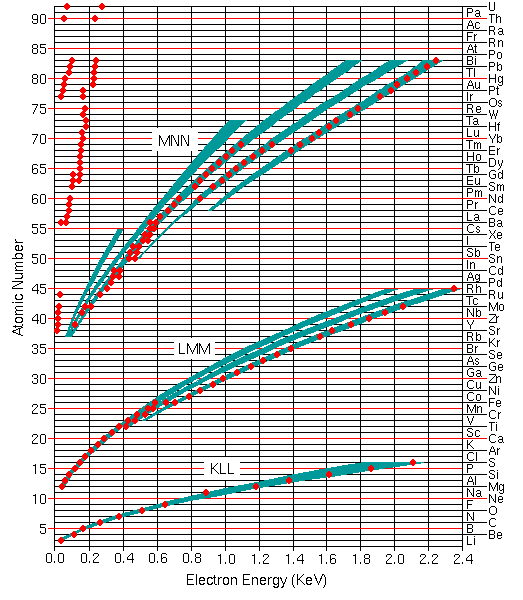 Atomic Number
90
85
80
75
70
65
60
55
50
45
40
35
30
25
20
15
10
5
MNN
LMM
KLL
U
Pa
Th
Ac
Ra
Fr
Rn
At
Po
Bi
Pb
Tl
Hg
Au
Pt
Ir
Os
Re
W
Ta
Hf
Lu
Yb
Tm
Er
Ho
Dy
Tb
Gd
Eu
Sm
Pm
Nd
Pr
Ce
La
Ba
Cs
Xe
I
Te
Sb
Sn
In
Cd
Ag
Pd
Rh
Ru
Tc
Mo
Nb
Zr
Y
Sr
Rb
Kr
Br
Se
As
Ge
Ga
Zn
Cu
Ni
Co
Fe
Mn
Cr
V
Ti
Sc
Ca
K
Ar
Cl
S
P
Si
Al
Mg
Na
Ne
F
O
N
C
B
Be
Li
0.0 0.2 0.4 0.6 0.8 1.0 1.2 1.4 1.6 1.8 2.0 2.2 2.4
Electron Energy (KeV)